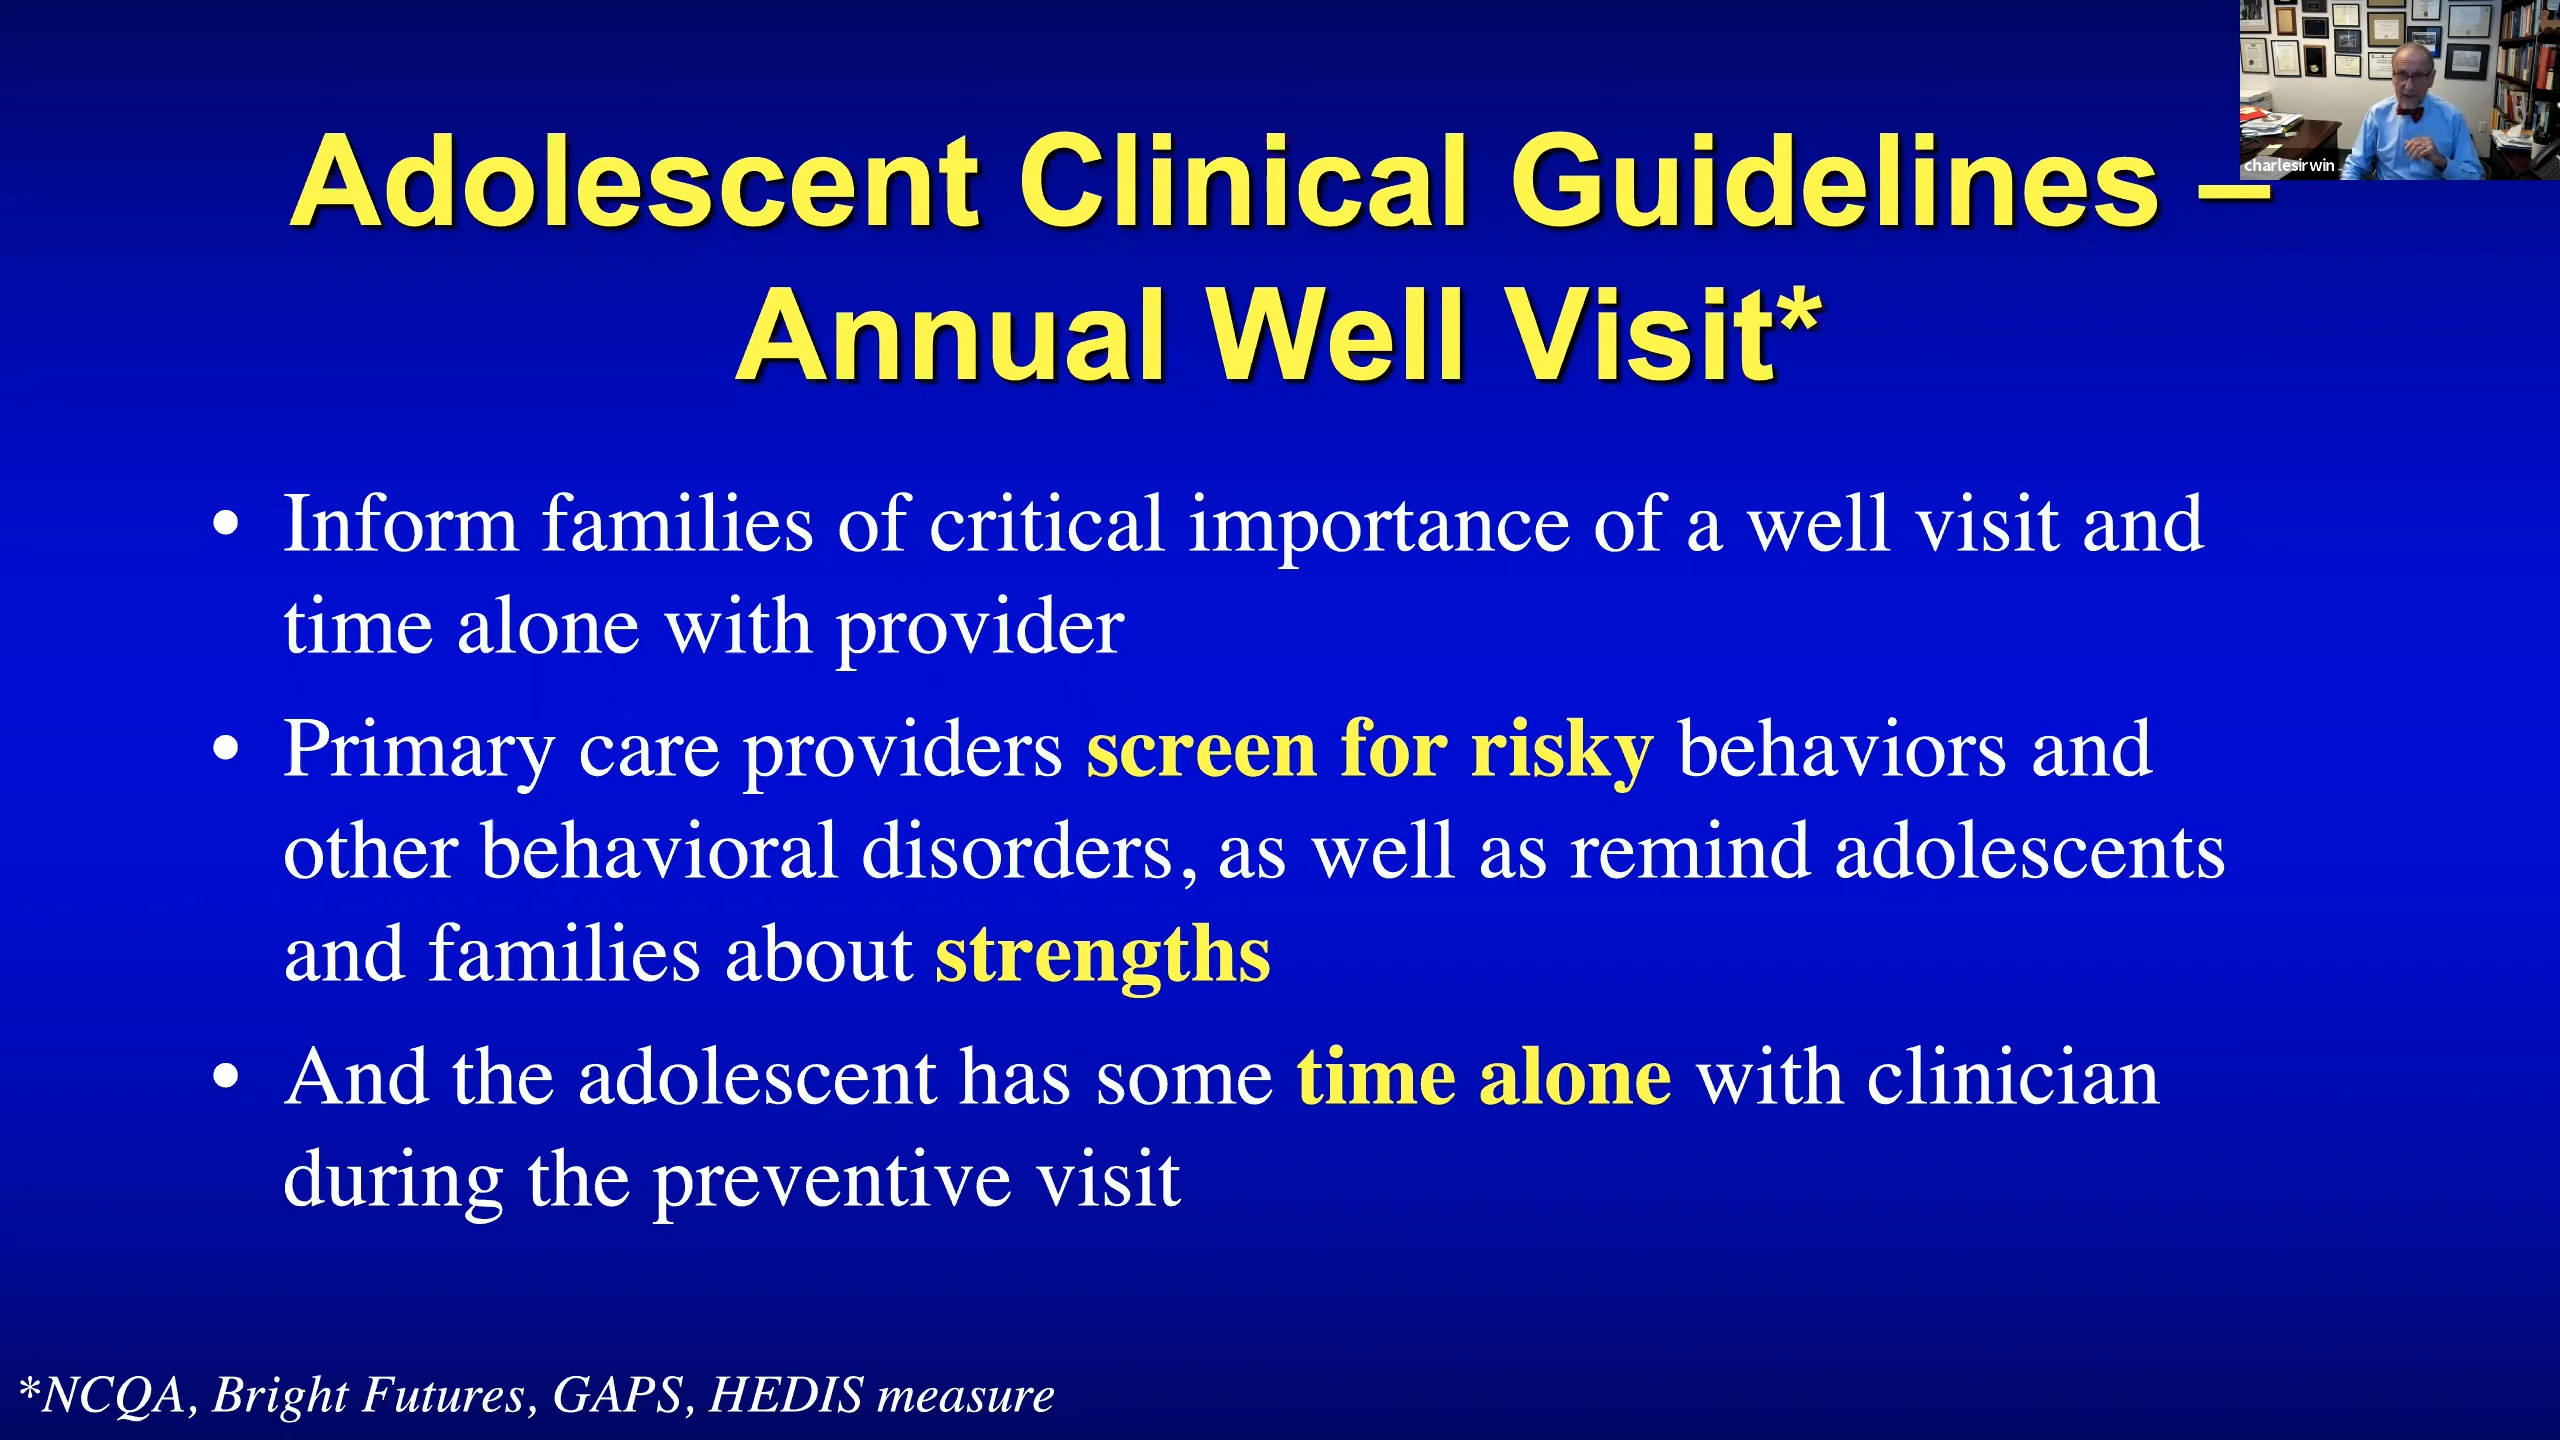 Adolescent Clinical Guidelines –
Annual Well Visit*
charlesirwin
• Inform families of critical importance of a well visit and
time alone with provider
• Primary care providers screen for risky behaviors and
other behavioral disorders, as well as remind adolescents
and families about strengths
• And the adolescent has some time alone with clinician
during the preventive visit
*NCQA, Bright Futures, GAPS, HEDIS measure